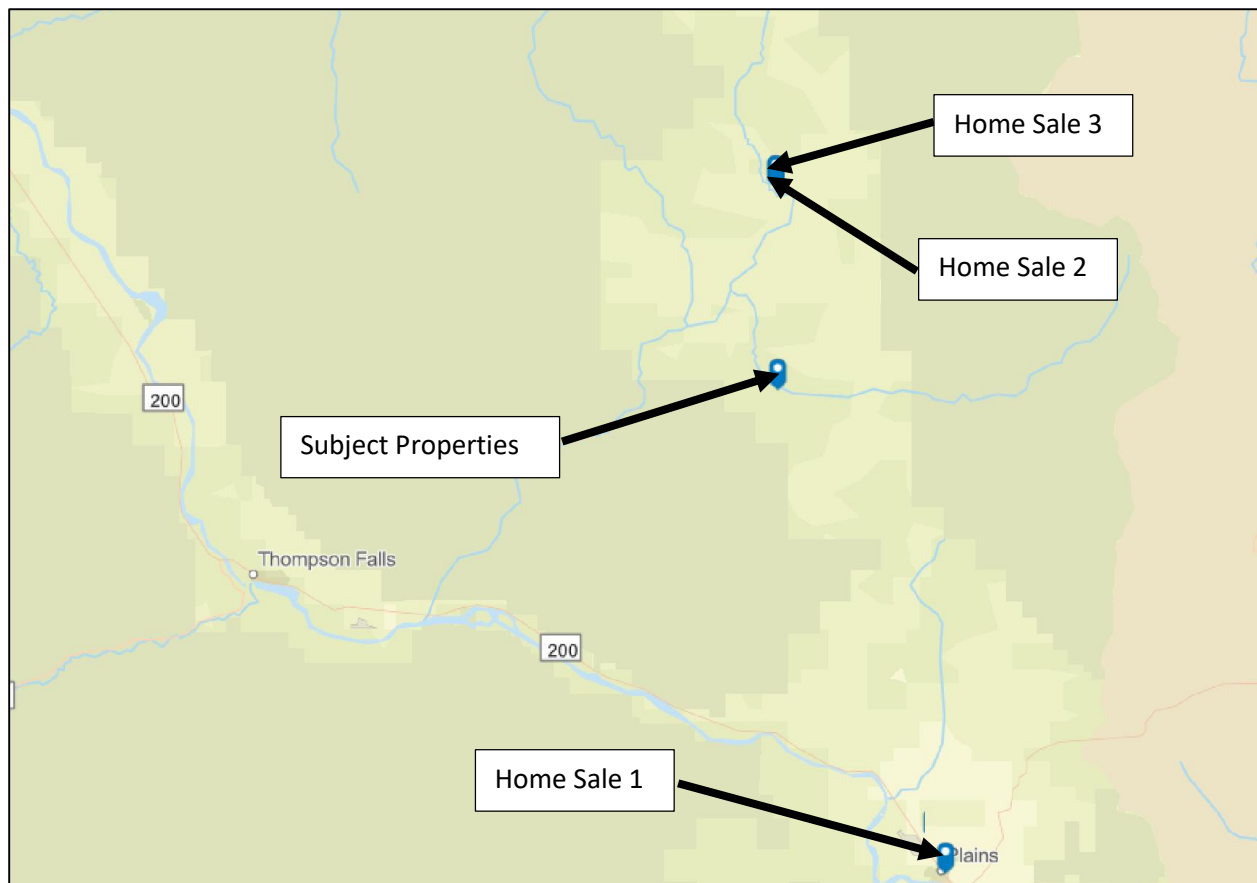 Home Sale 3
Home Sale 2
200
Subject Properties
Thompson Falls
200
Home Sale 1
Plains